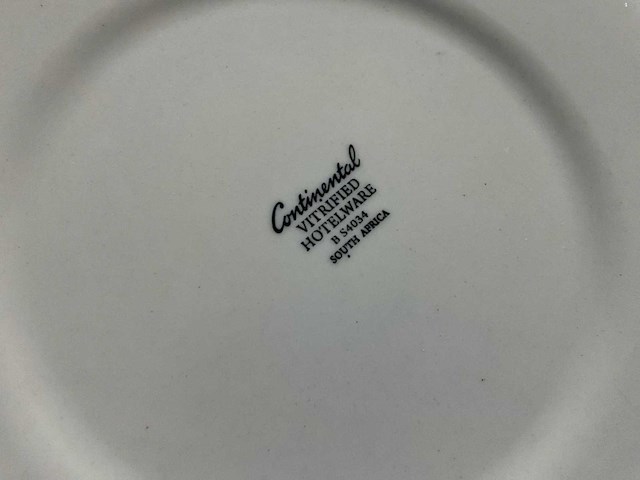 Continental
VITRIFIED
HOTELWARE
B S4034
SOUTH AFRICA